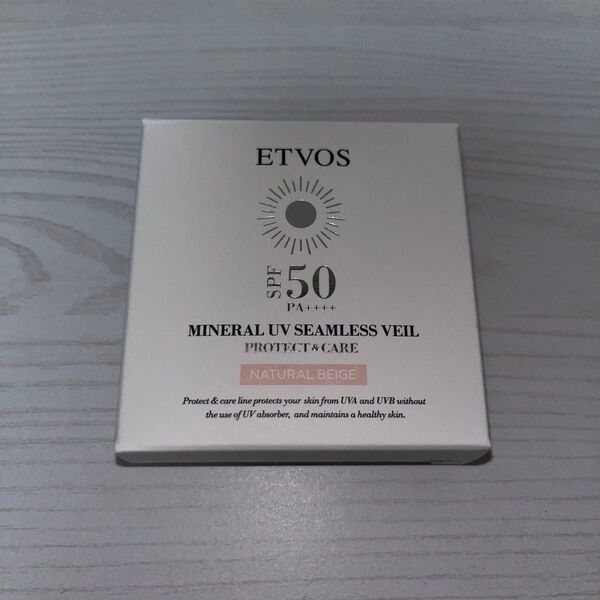 ETVOS
SPF 50
PA++++
MINERAL UV SEAMLESS VEIL
PROTECT & CARE
NATURAL BEIGE
Protect & care line protects your skin from UVA and UVB without
the use of UV absorber, and maintains a healthy skin.